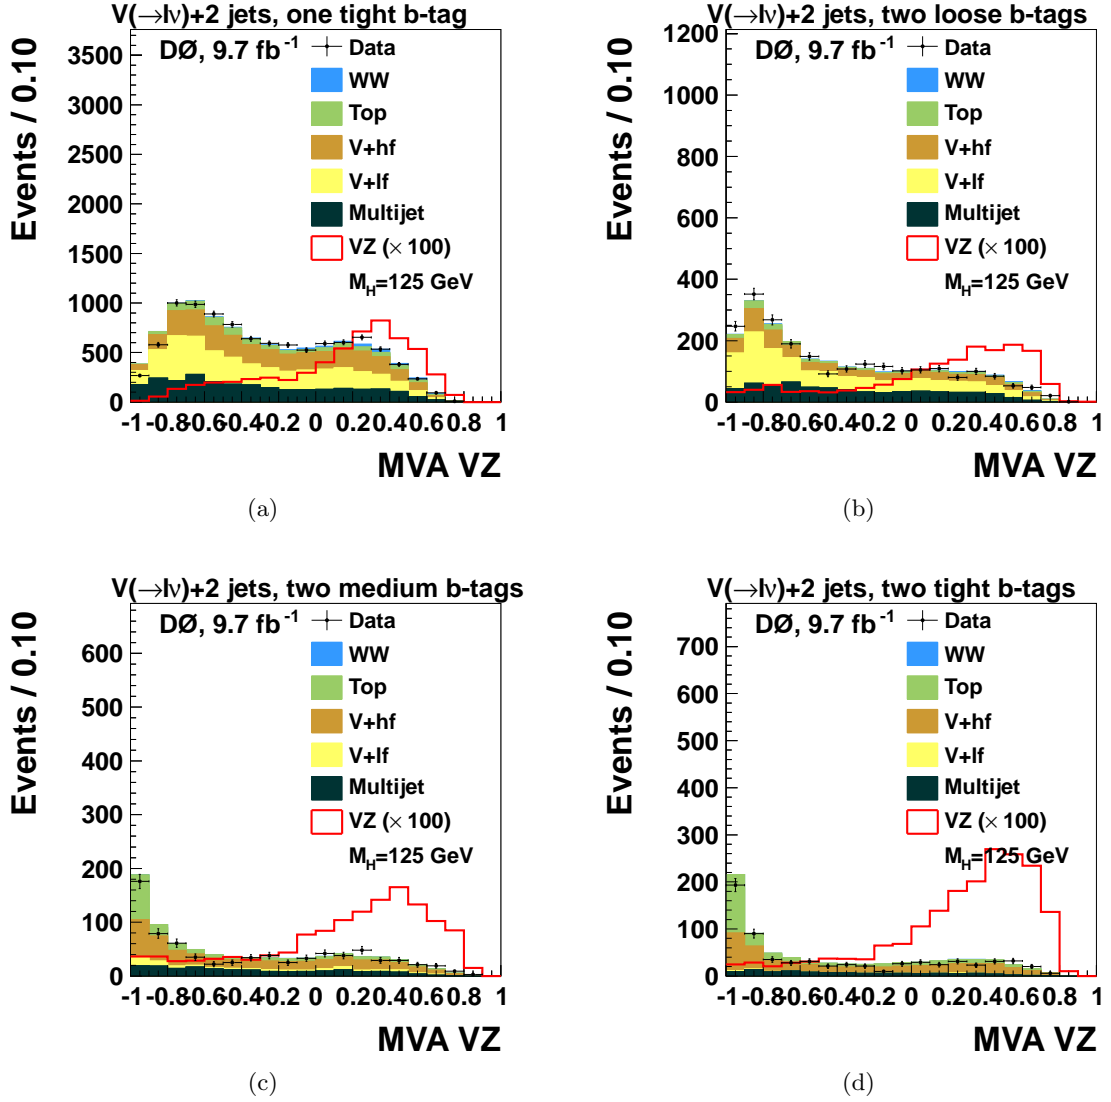 V(→lν)+2 jets, one tight b-tag
DØ, 9.7 fb⁻¹
Data
WW
Top
V+hf
V+lf
Multijet
VZ (× 100)
M_H=125 GeV
Events / 0.10
3500
3000
2500
2000
1500
1000
500
0
-1 -0.8 -0.6 -0.4 -0.2 0 0.2 0.4 0.6 0.8 1
MVA VZ
(a)
V(→lν)+2 jets, two loose b-tags
DØ, 9.7 fb⁻¹
Data
WW
Top
V+hf
V+lf
Multijet
VZ (× 100)
M_H=125 GeV
Events / 0.10
1200
1000
800
600
400
200
0
-1 -0.8 -0.6 -0.4 -0.2 0 0.2 0.4 0.6 0.8 1
MVA VZ
(b)
V(→lν)+2 jets, two medium b-tags
DØ, 9.7 fb⁻¹
Data
WW
Top
V+hf
V+lf
Multijet
VZ (× 100)
M_H=125 GeV
Events / 0.10
600
500
400
300
200
100
0
-1 -0.8 -0.6 -0.4 -0.2 0 0.2 0.4 0.6 0.8 1
MVA VZ
(c)
V(→lν)+2 jets, two tight b-tags
DØ, 9.7 fb⁻¹
Data
WW
Top
V+hf
V+lf
Multijet
VZ (× 100)
M_H=125 GeV
Events / 0.10
700
600
500
400
300
200
100
0
-1 -0.8 -0.6 -0.4 -0.2 0 0.2 0.4 0.6 0.8 1
MVA VZ
(d)